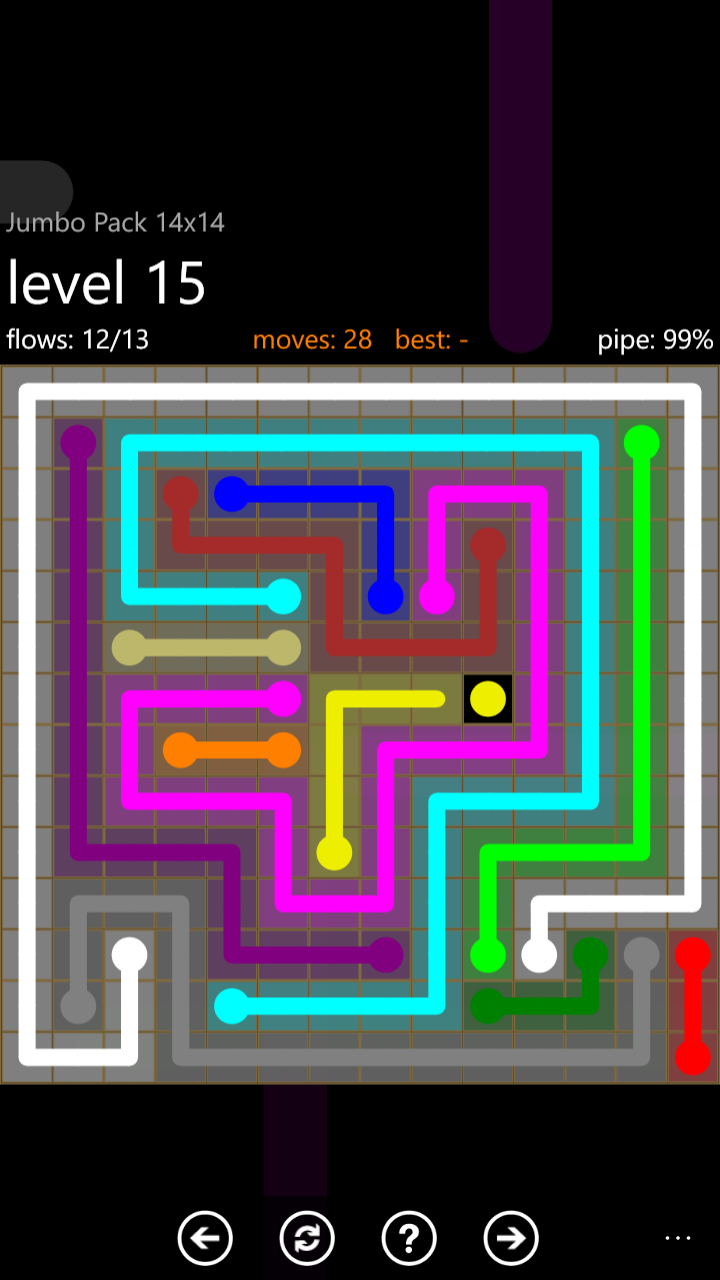 Jumbo Pack 14x14
level 15
flows: 12/13 moves: 28 best: - pipe: 99%
?
...